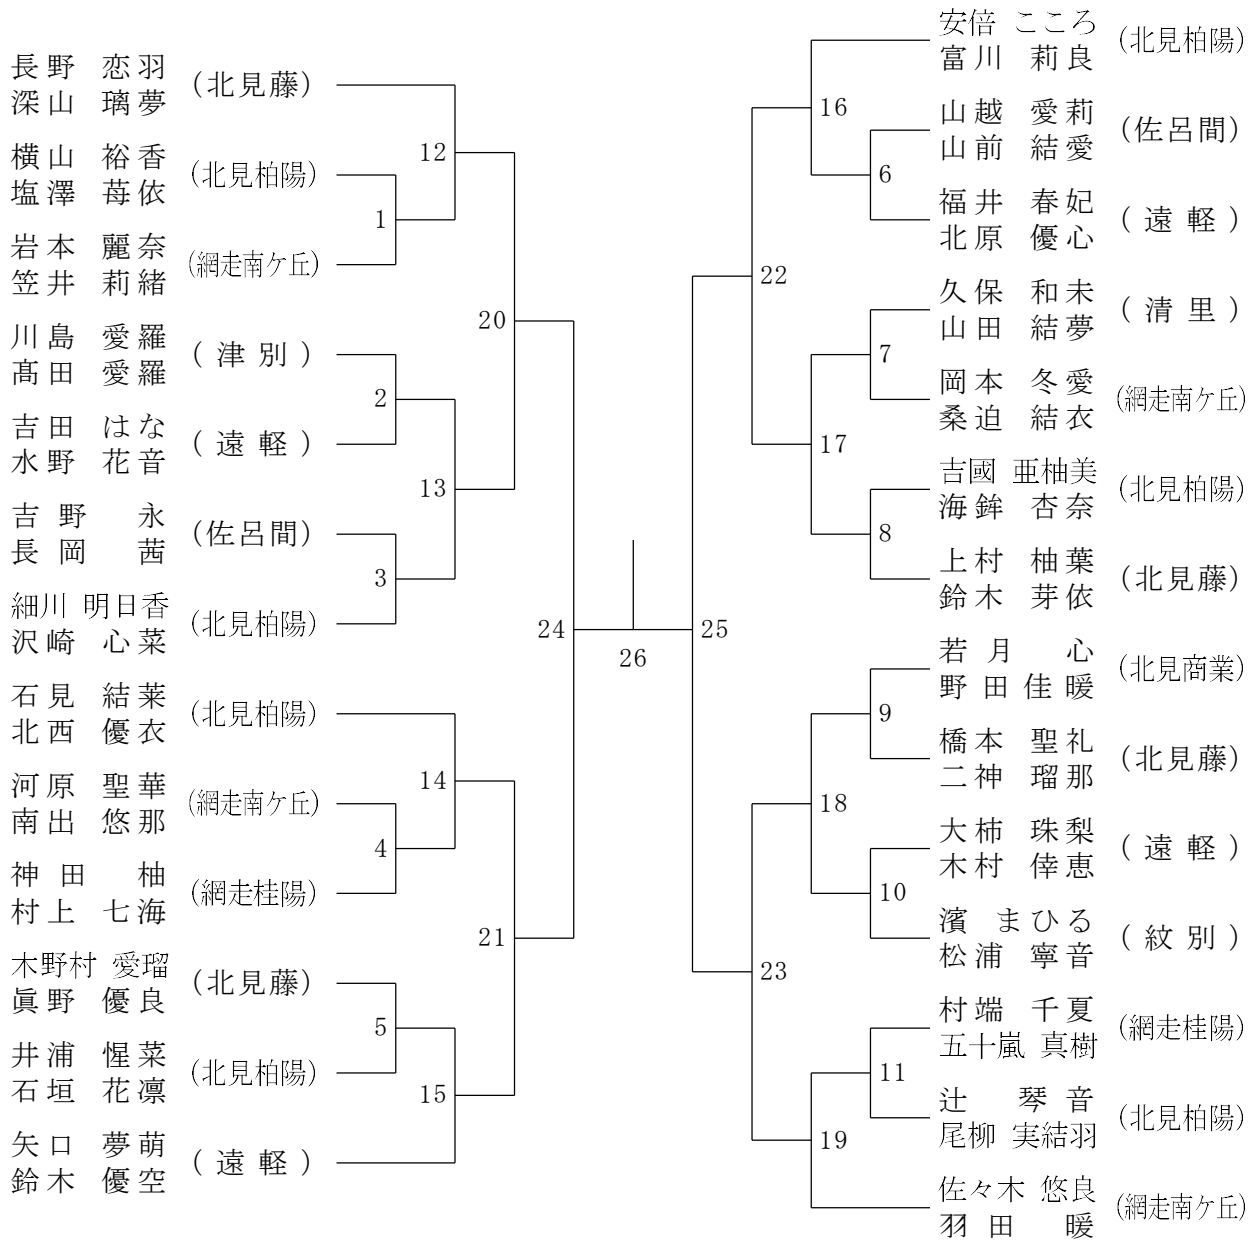 長野 恋羽
深山 璃夢
(北見藤)
横山 裕香
塩澤 苺依
(北見柏陽)
岩本 麗奈
笠井 莉緒
(網走南ケ丘)
川島 愛羅
髙田 愛羅
(津別)
吉田 はな
水野 花音
(遠軽)
吉野 永
長岡 茜
(佐呂間)
細川 明日香
沢崎 心菜
(北見柏陽)
石見 結菜
北西 優衣
(北見柏陽)
河原 聖華
南出 悠那
(網走南ケ丘)
神田 柚
村上 七海
(網走桂陽)
木野村 愛瑠
眞野 優良
(北見藤)
井浦 惺菜
石垣 花凛
(北見柏陽)
矢口 夢萌
鈴木 優空
(遠軽)
12
1
20
2
13
3
24
14
4
21
5
15
26
25
22
16
6
7
17
8
9
18
10
23
11
19
安倍 こころ
富川 莉良
(北見柏陽)
山越 愛莉
山前 結愛
(佐呂間)
福井 春妃
北原 優心
(遠軽)
久保 和未
山田 結夢
(清里)
岡本 冬愛
桑迫 結衣
(網走南ケ丘)
吉國 亜柚美
海鉾 杏奈
(北見柏陽)
上村 柚葉
鈴木 芽依
(北見藤)
若月 心
野田佳暖
(北見商業)
橋本 聖礼
二神 瑠那
(北見藤)
大柿 珠梨
木村 倖恵
(遠軽)
濱 まひる
松浦 寧音
(紋別)
村端 千夏
五十嵐 真樹
(網走桂陽)
辻 琴音
尾柳 実結羽
(北見柏陽)
佐々木 悠良
羽田 暖
(網走南ケ丘)